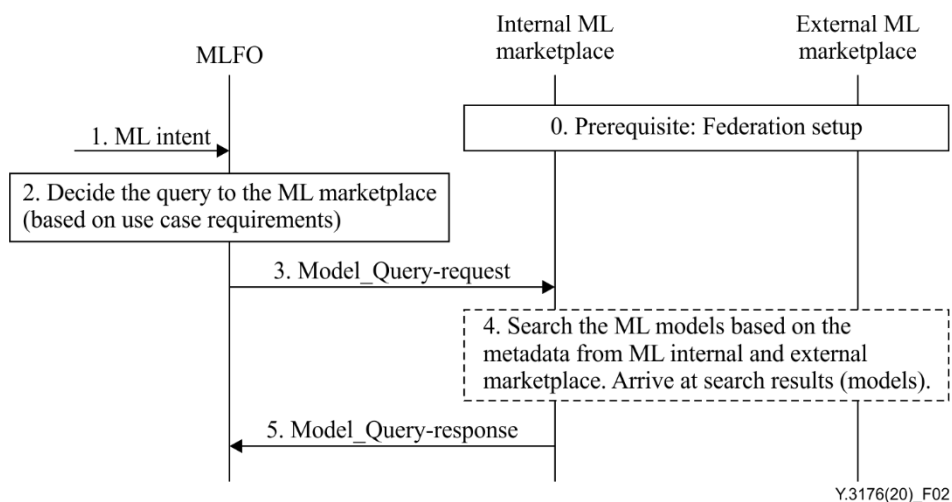 Internal ML
marketplace
External ML
marketplace
MLFO
0. Prerequisite: Federation setup
1. ML intent
2. Decide the query to the ML marketplace
(based on use case requirements)
3. Model_Query-request
4. Search the ML models based on the
metadata from ML internal and external
marketplace. Arrive at search results (models).
5. Model_Query-response
Y.3176(20)_F02